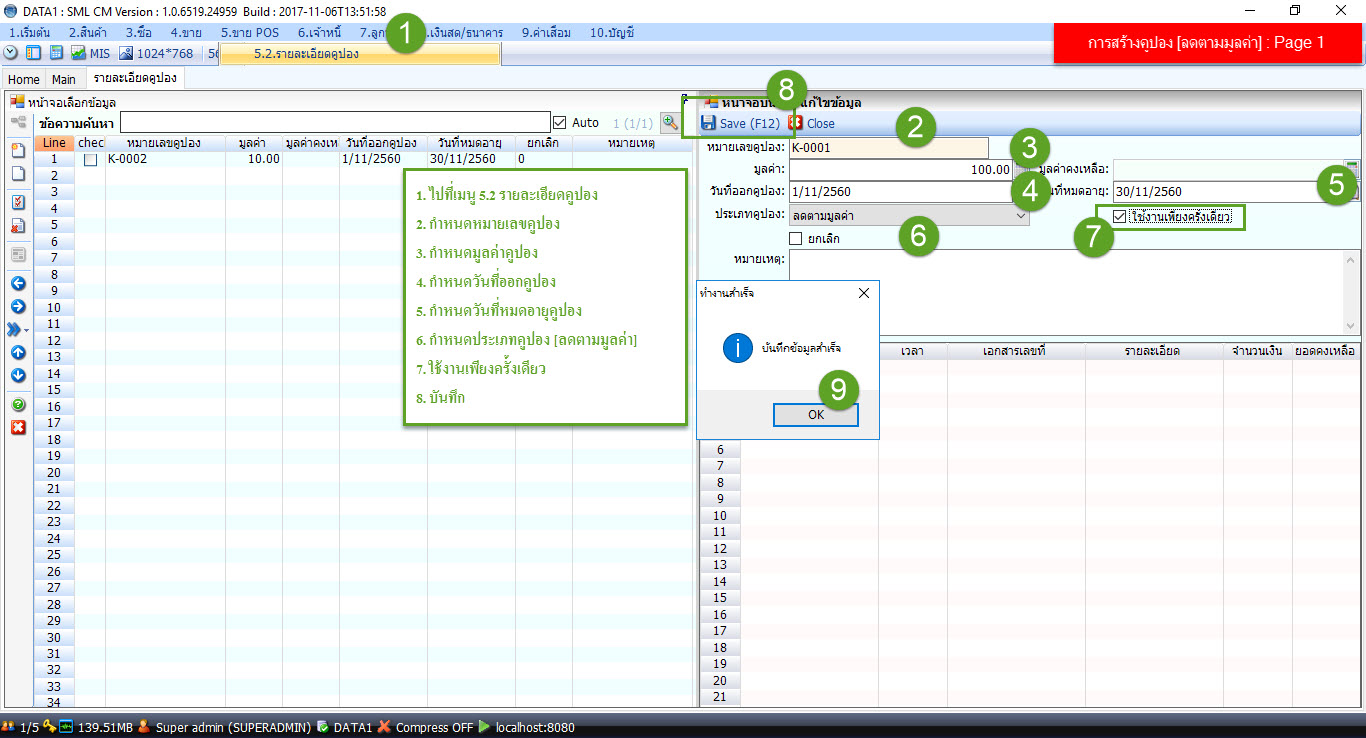 DATA1 : SML CM Version : 1.0.6519.24959 Build : 2017-11-06T13:51:58
1.เริ่มต้น 2.สินค้า 3.ซื้อ 4.ขาย 5.ขาย POS 6.เจ้าหนี้ 1 .เงินสด/ธนาคาร 9.ค่าเสื่อม 10.บัญชี
การสร้างคูปอง [ลดตามมูลค่า] : Page 1
MIS 1024*768 5.2.รายละเอียดคูปอง
Home Main รายละเอียดคูปอง
หน้าจอเลือกข้อมูล
ข้อความค้นหา Auto 1 (1/1)
Line chec หมายเลขคูปอง มูลค่า มูลค่าคงเห วันที่ออกคูปอง วันที่หมดอายุ ยกเลิก หมายเหตุ
1 K-0002 10.00 1/11/2560 30/11/2560 0
2
3
4
5
6
7
8
9
10
11
12
13
14
15
16
17
18
19
20
21
22
23
24
25
26
27
28
29
30
31
32
33
34
1. ไปที่เมนู 5.2 รายละเอียดคูปอง
2. กำหนดหมายเลขคูปอง
3. กำหนดมูลค่าคูปอง
4. กำหนดวันที่ออกคูปอง
5. กำหนดวันที่หมดอายุคูปอง
6. กำหนดประเภทคูปอง [ลดตามมูลค่า]
7. ใช้งานเพียงครั้งเดียว
8. บันทึก
8
Save (F12) Close
หมายเลขคูปอง: K-0001 2
มูลค่า: 100.00 3 มูลค่าคงเหลือ:
วันที่ออกคูปอง: 1/11/2560 4 30/11/2560 5
ประเภทคูปอง: ลดตามมูลค่า 6 7 ใช้งานเพียงครั้งเดียว
ยกเลิก
หมายเหตุ:
ทำงานสำเร็จ
บันทึกข้อมูลสำเร็จ
9
OK
เวลา เอกสารเลขที่ รายละเอียด จำนวนเงิน ยอดคงเหลือ
6
7
8
9
10
11
12
13
14
15
16
17
18
19
20
21
1/5 139.51MB Super admin (SUPERADMIN) DATA1 Compress OFF localhost:8080